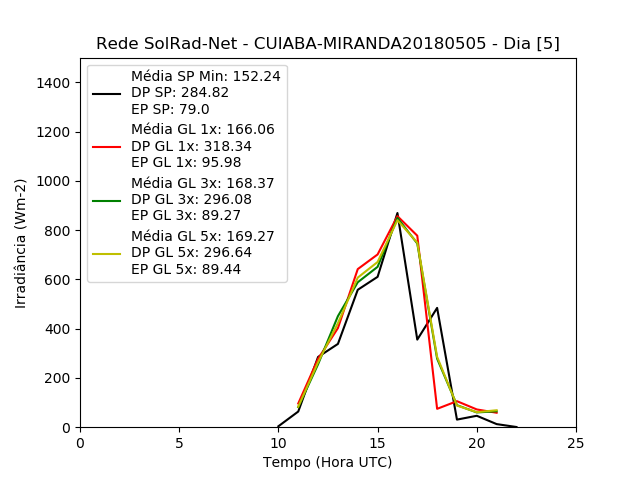 Rede SolRad-Net - CUIABA-MIRANDA20180505 - Dia [5]
Média SP Min: 152.24
DP SP: 284.82
EP SP: 79.0
Média GL 1x: 166.06
DP GL 1x: 318.34
EP GL 1x: 95.98
Média GL 3x: 168.37
DP GL 3x: 296.08
EP GL 3x: 89.27
Média GL 5x: 169.27
DP GL 5x: 296.64
EP GL 5x: 89.44
1400
1200
1000
800
600
400
200
0
Irradiância (Wm-2)
0 5 10 15 20 25
Tempo (Hora UTC)